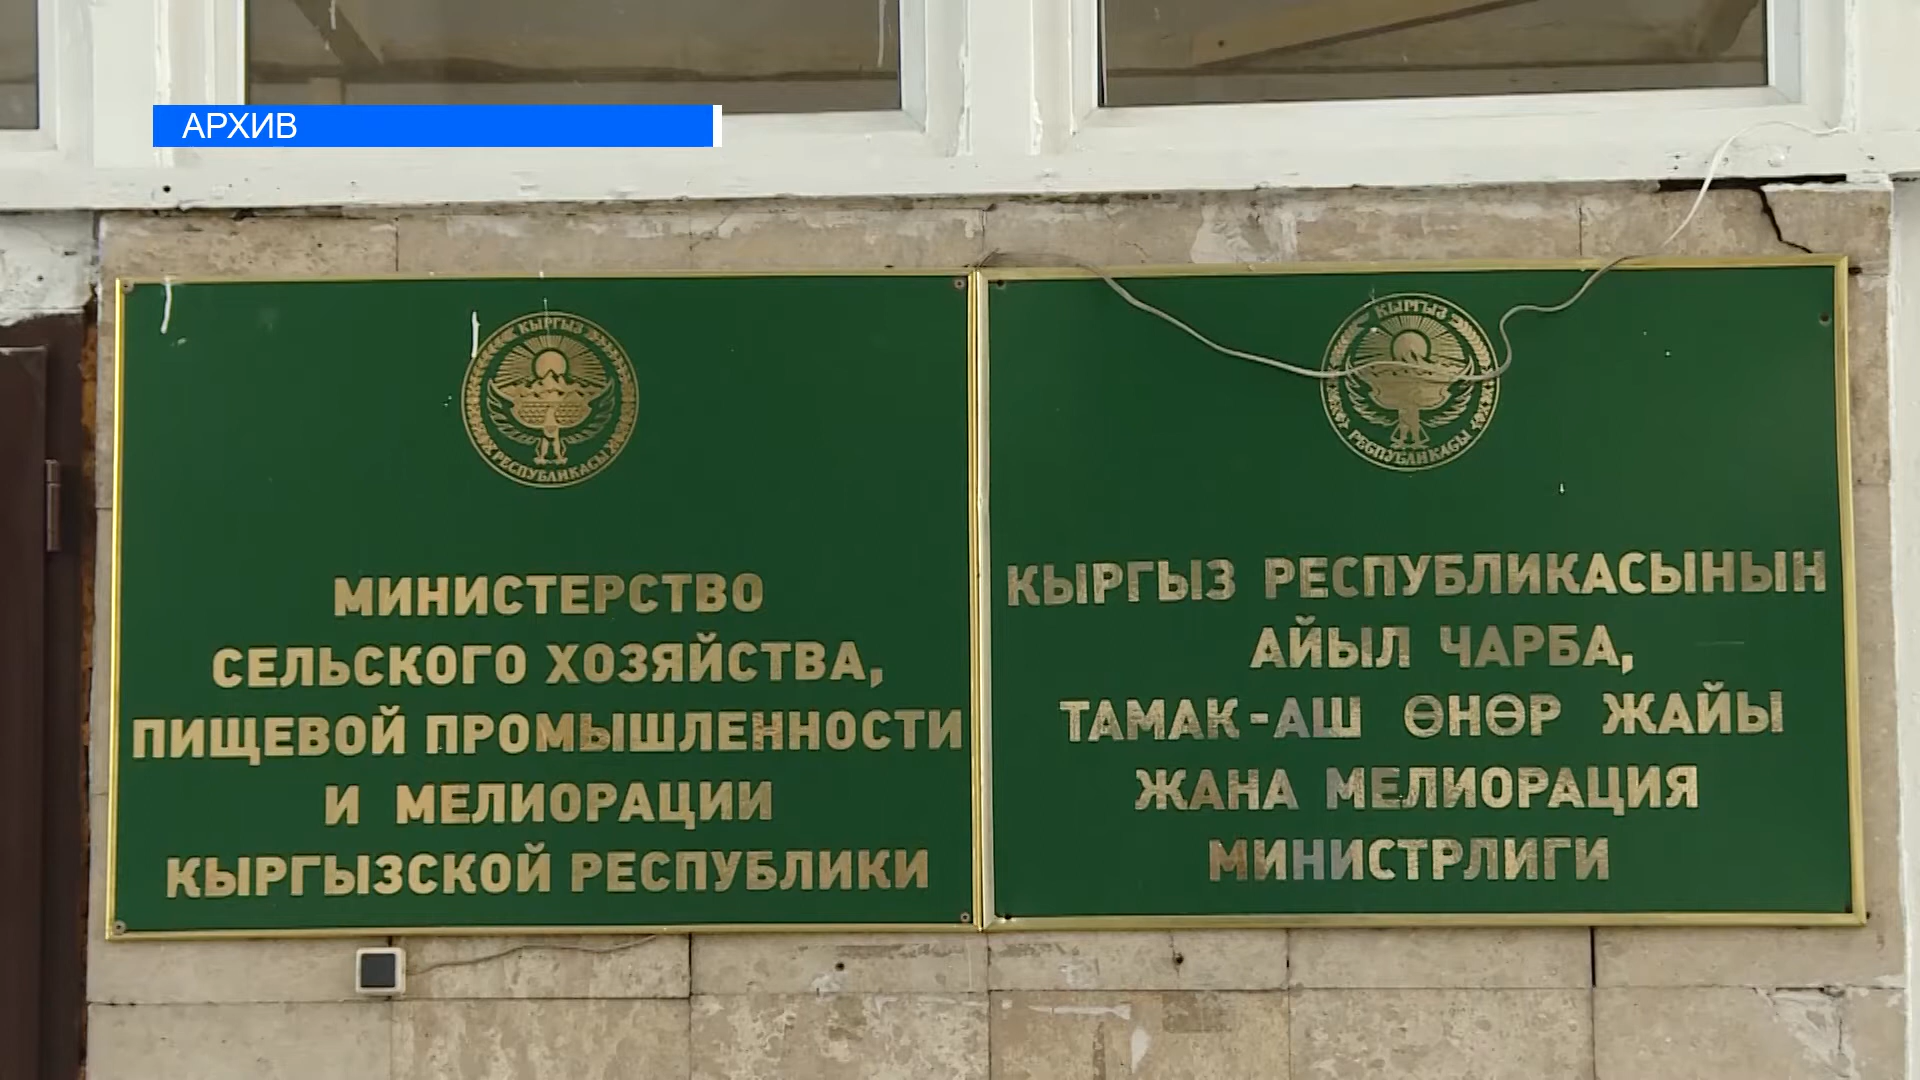 АРХИВ
КЫРГЫЗ
РЕСПУБЛИКАСЫ
МИНИСТЕРСТВО
СЕЛЬСКОГО ХОЗЯЙСТВА,
ПИЩЕВОЙ ПРОМЫШЛЕННОСТИ
И МЕЛИОРАЦИИ
КЫРГЫЗСКОЙ РЕСПУБЛИКИ
КЫРГЫЗ
РЕСПУБЛИКАСЫ
КЫРГЫЗ РЕСПУБЛИКАСЫНЫН
АЙЫЛ ЧАРБА,
ТАМАК-АШ ӨНӨР ЖАЙЫ
ЖАНА МЕЛИОРАЦИЯ
МИНИСТРЛИГИ